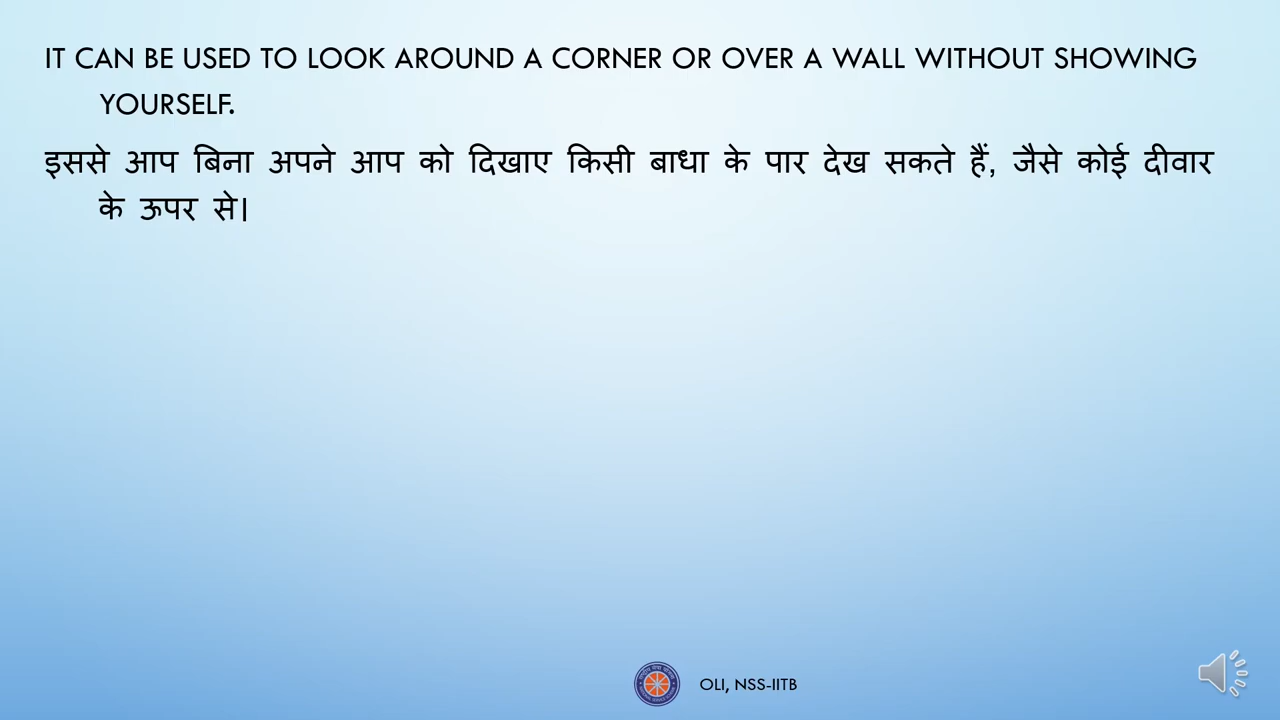 IT CAN BE USED TO LOOK AROUND A CORNER OR OVER A WALL WITHOUT SHOWING
YOURSELF.
इससे आप बिना अपने आप को दिखाए किसी बाधा के पार देख सकते हैं, जैसे कोई दीवार
के ऊपर से।
OLI, NSS-IITB